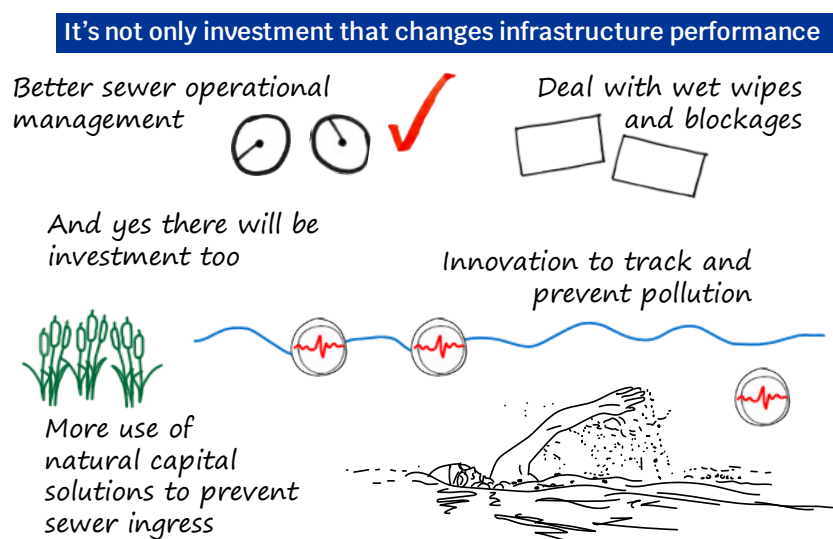 It's not only investment that changes infrastructure performance
Better sewer operational
management
Deal with wet wipes
and blockages
And yes there will be
investment too
Innovation to track and
prevent pollution
More use of
natural capital
solutions to prevent
sewer ingress